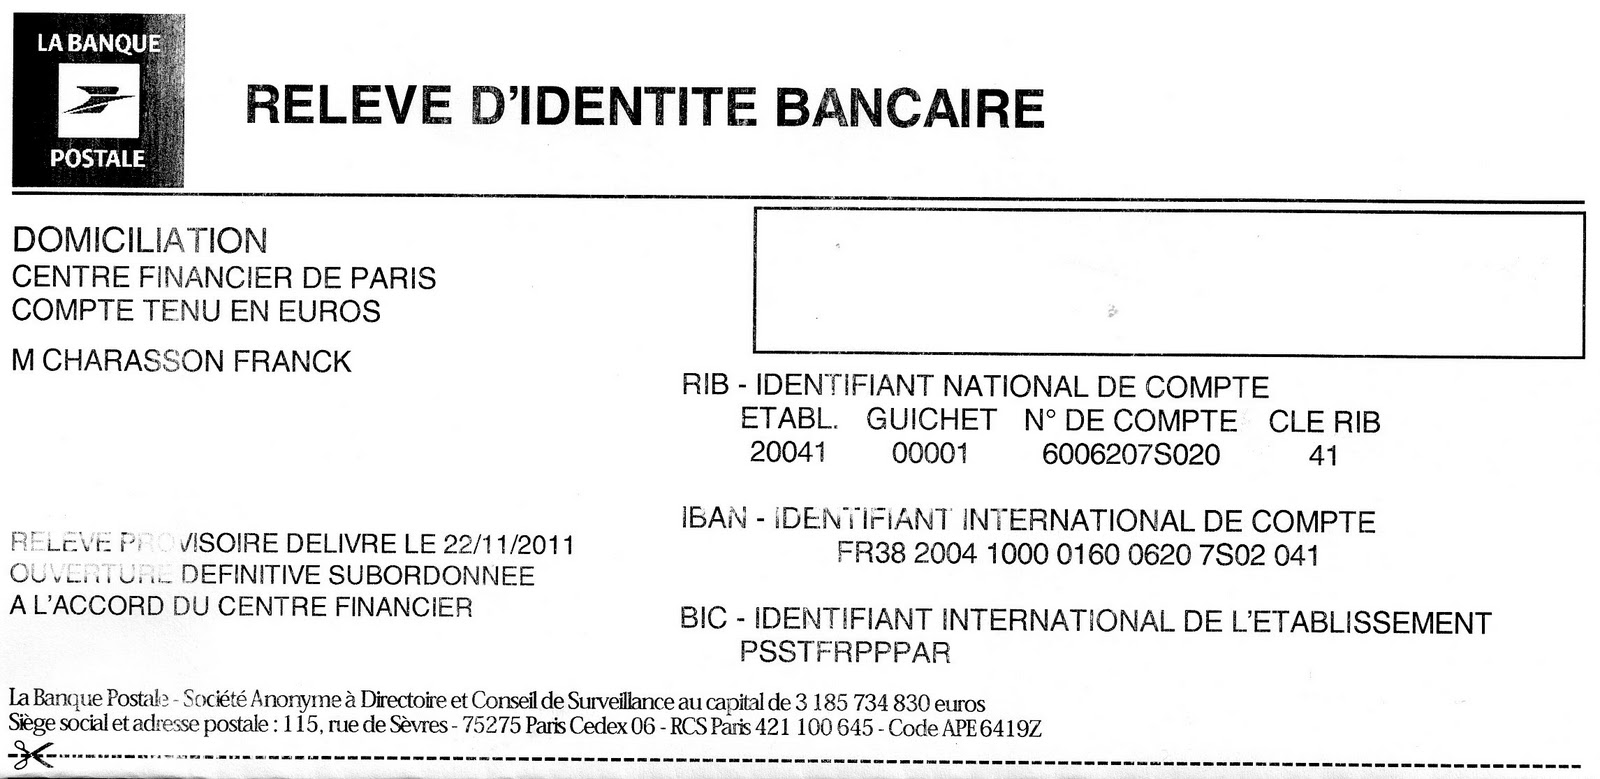 LA BANQUE
POSTALE
RELEVE D'IDENTITE BANCAIRE
DOMICILIATION
CENTRE FINANCIER DE PARIS
COMPTE TENU EN EUROS
M CHARASSON FRANCK
RIB - IDENTIFIANT NATIONAL DE COMPTE
ETABL. GUICHET N° DE COMPTE CLE RIB
20041 00001 6006207S020 41
IBAN - IDENTIFIANT INTERNATIONAL DE COMPTE
FR38 2004 1000 0160 0620 7S02 041
RELEVE PROVISOIRE DELIVRE LE 22/11/2011
OUVERTURE DEFINITIVE SUBORDONNEE
A L'ACCORD DU CENTRE FINANCIER
BIC - IDENTIFIANT INTERNATIONAL DE L'ETABLISSEMENT
PSSTFRPPPAR
La Banque Postale - Société Anonyme à Directoire et Conseil de Surveillance au capital de 3 185 734 830 euros
Siège social et adresse postale : 115, rue de Sèvres - 75275 Paris Cedex 06 - RCS Paris 421 100 645 - Code APE 6419Z